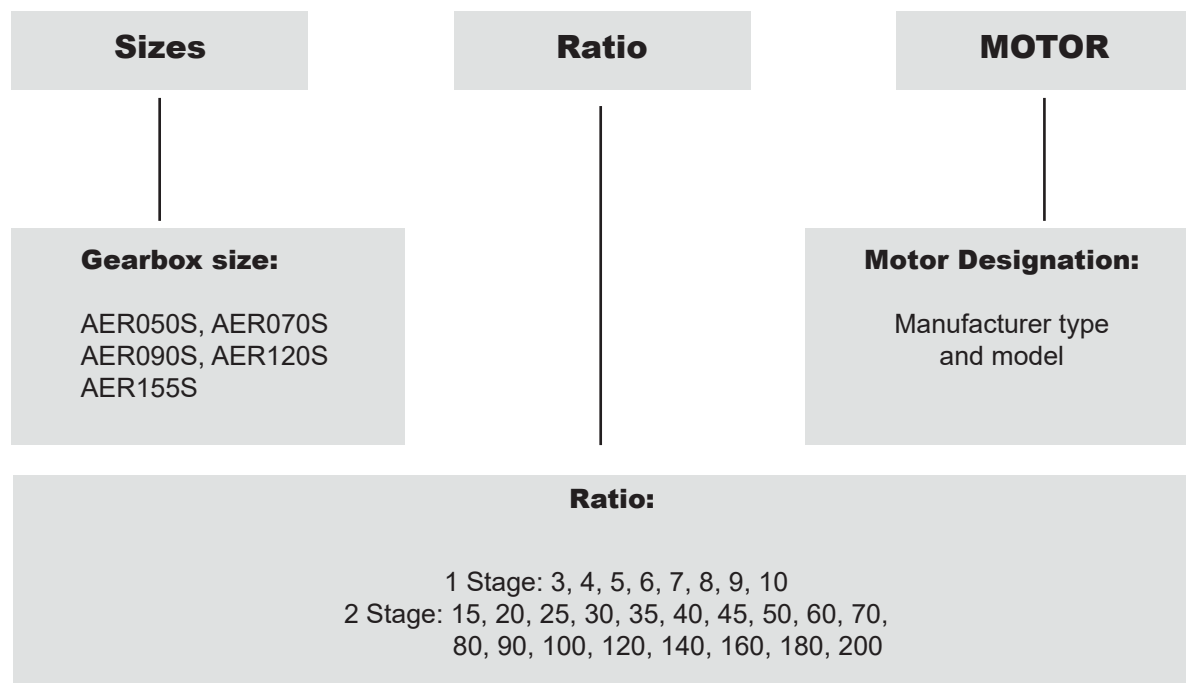 Sizes
Ratio
MOTOR
Gearbox size:
AER050S, AER070S
AER090S, AER120S
AER155S
Motor Designation:
Manufacturer type
and model
Ratio:
1 Stage: 3, 4, 5, 6, 7, 8, 9, 10
2 Stage: 15, 20, 25, 30, 35, 40, 45, 50, 60, 70,
80, 90, 100, 120, 140, 160, 180, 200